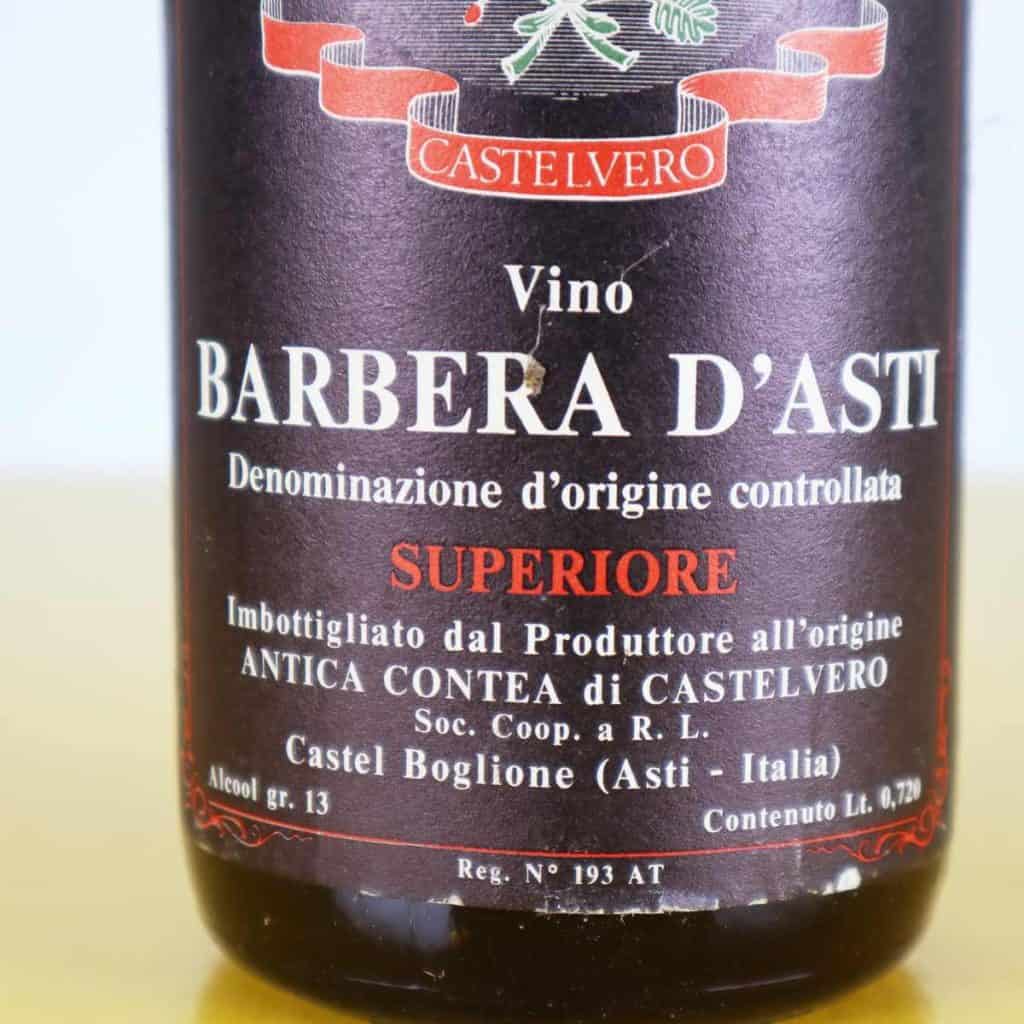 CASTELVERO
Vino
BARBERA D'ASTI
Denominazione d'origine controllata
SUPERIORE
Imbottigliato dal Produttore all'origine
ANTICA CONTEA di CASTELVERO
Soc. Coop. a R. L.
Castel Boglione (Asti - Italia)
Alcool gr. 13
Contenuto Lt. 0,720
Reg. N° 193 AT